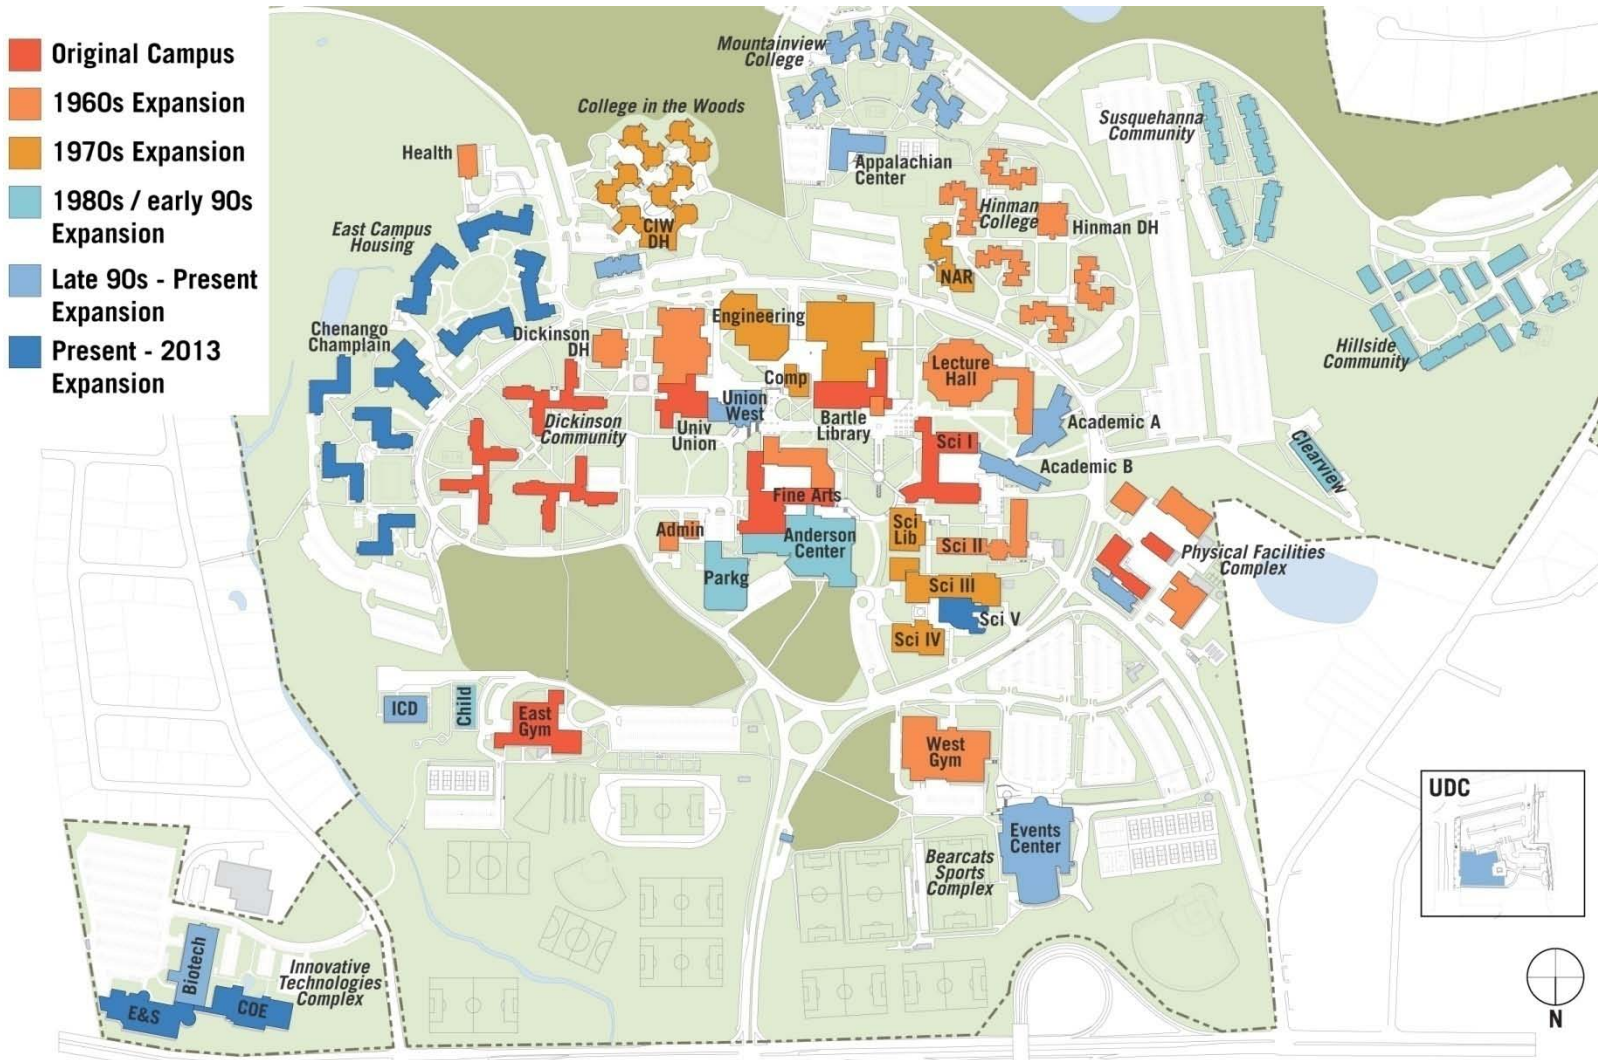 Original Campus
1960s Expansion
1970s Expansion
1980s / early 90s
Expansion
Late 90s - Present
Expansion
Present - 2013
Expansion
Mountainview
College
College in the Woods
Susquehanna
Community
Health
Appalachian
Center
Hinman
College
Hinman DH
East Campus
Housing
CIW
DH
NAR
Chenango
Champlain
Dickinson
DH
Engineering
Hillside
Community
Lecture
Hall
Comp
Union
West
Bartle
Library
Dickinson
Community
Univ
Union
Academic A
Sci I
Academic B
Clearview
Fine Arts
Admin
Anderson
Center
Sci
Lib
Sci II
Physical Facilities
Complex
Parkg
Sci III
Sci V
Sci IV
ICD
Child
East
Gym
West
Gym
UDC
Events
Center
Bearcats
Sports
Complex
Biotech
Innovative
Technologies
Complex
E&S
COE
N